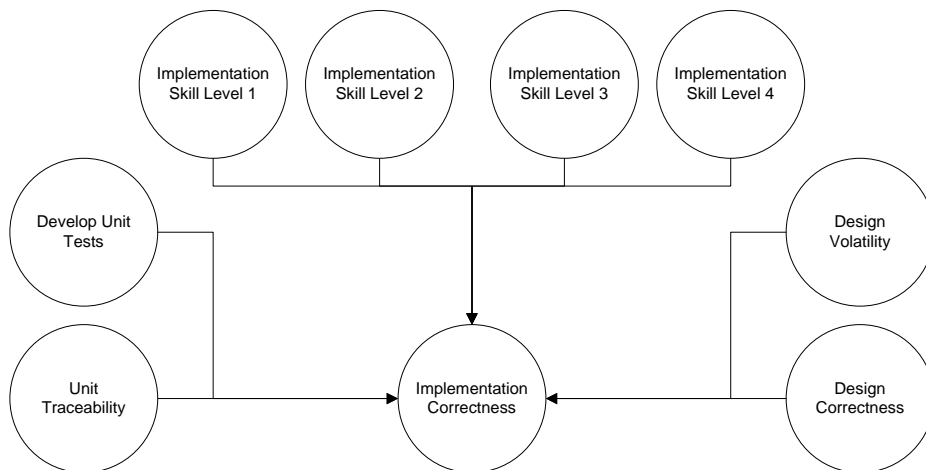 Implementation
Skill Level 1
Implementation
Skill Level 2
Implementation
Skill Level 3
Implementation
Skill Level 4
Develop Unit
Tests
Design
Volatility
Unit
Traceability
Implementation
Correctness
Design
Correctness